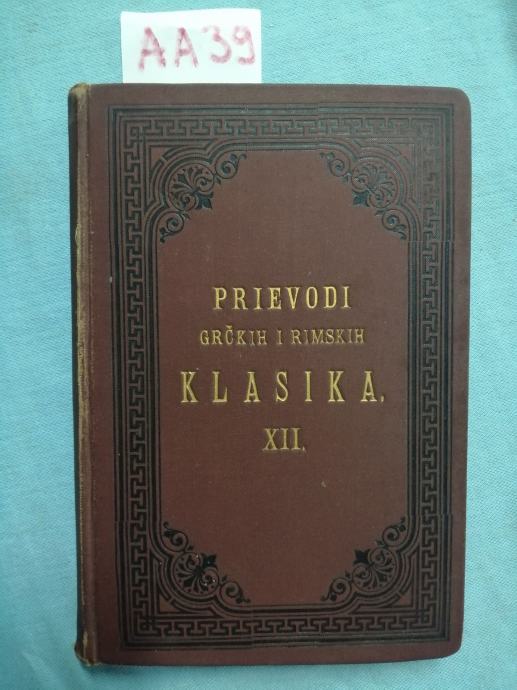 AA39
PRIEVODI
GRČKIH I RIMSKIH
KLASIKA.
XII.